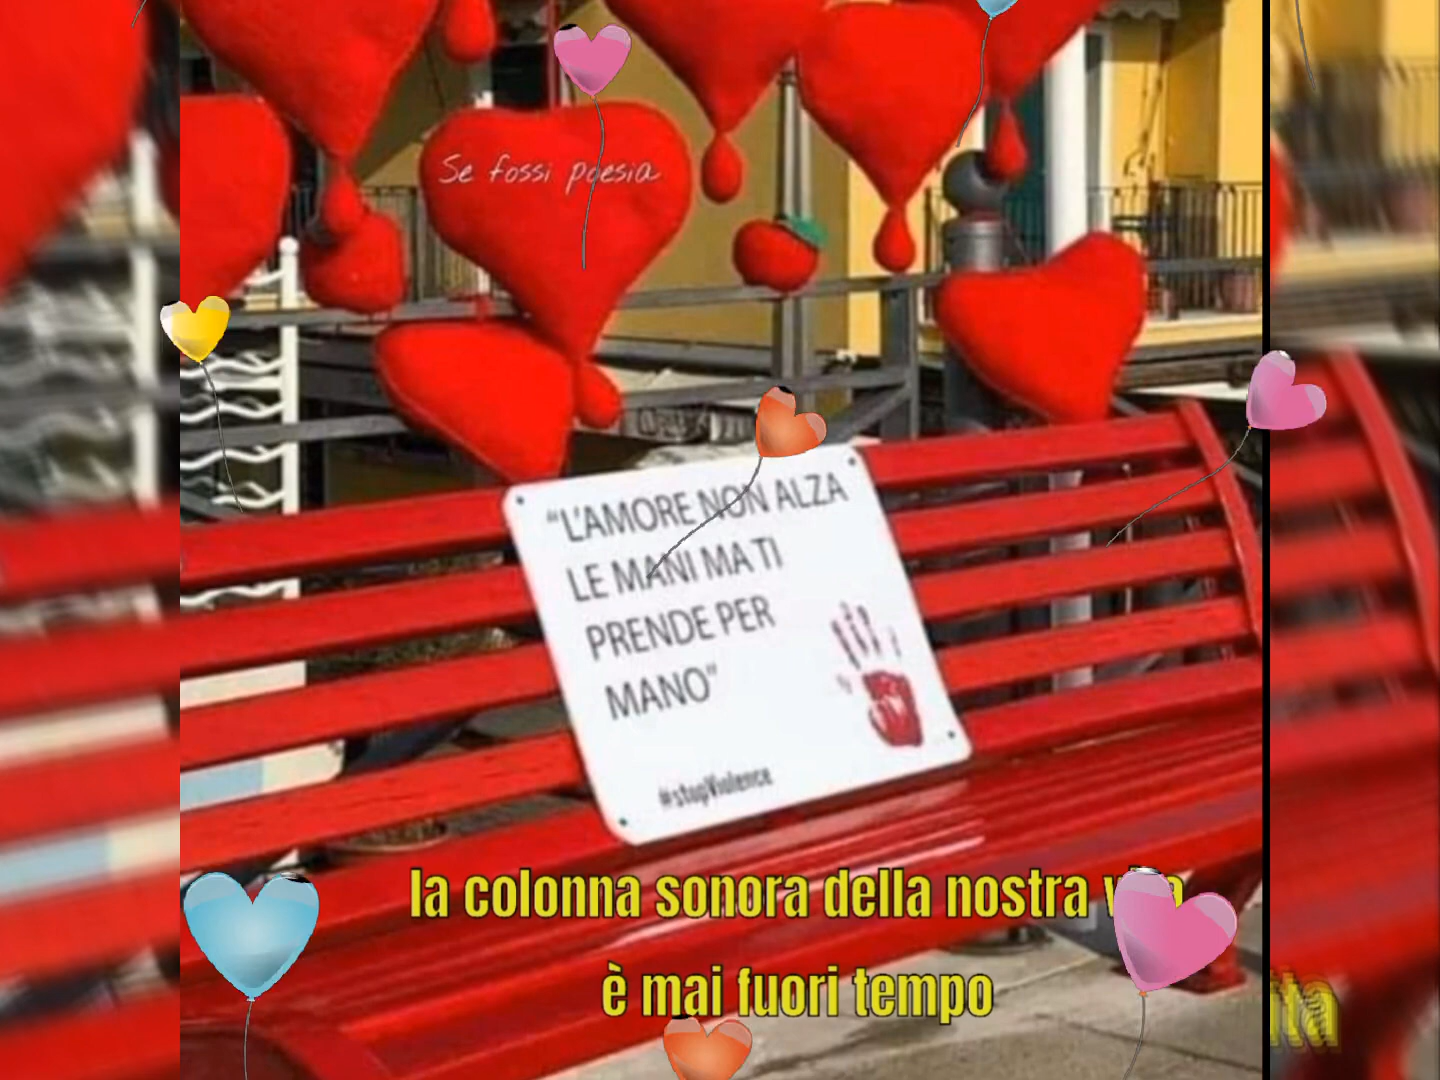 Se fossi poesia
"L'AMORE NON ALZA
LE MANI MA TI
PRENDE PER
MANO"
#stopViolence
la colonna sonora della nostra
è mai fuori tempo
ita